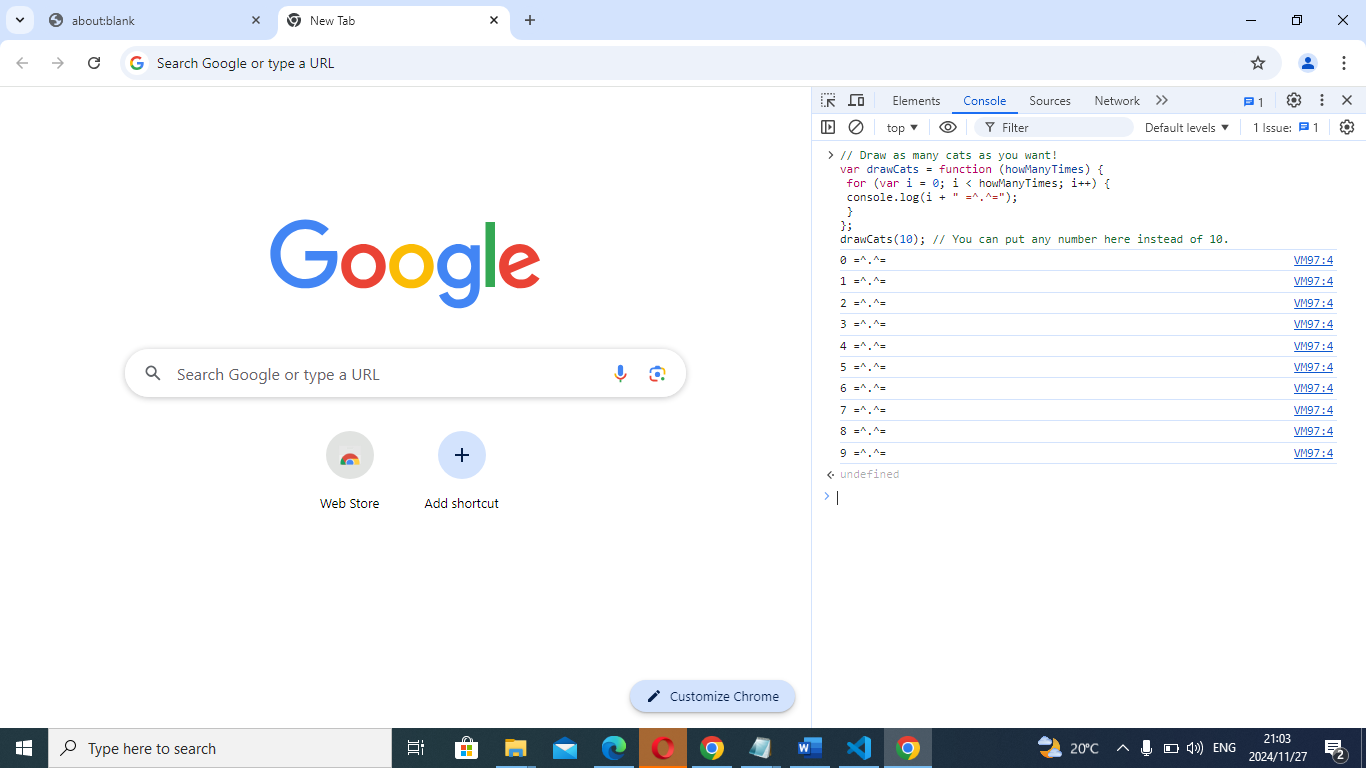 about:blank
New Tab
Search Google or type a URL
Google
Search Google or type a URL
Web Store
Add shortcut
Customize Chrome
Elements
Console
Sources
Network
1
top
Filter
Default levels
1 Issue:
1
// Draw as many cats as you want!
var drawCats = function (howManyTimes) {
for (var i = 0; i < howManyTimes; i++) {
console.log(i + " =^.^=");
}
};
drawCats(10); // You can put any number here instead of 10.
0 =^.^= VM97:4
1 =^.^= VM97:4
2 =^.^= VM97:4
3 =^.^= VM97:4
4 =^.^= VM97:4
5 =^.^= VM97:4
6 =^.^= VM97:4
7 =^.^= VM97:4
8 =^.^= VM97:4
9 =^.^= VM97:4
undefined
Type here to search
20°C
ENG
21:03
2024/11/27
2